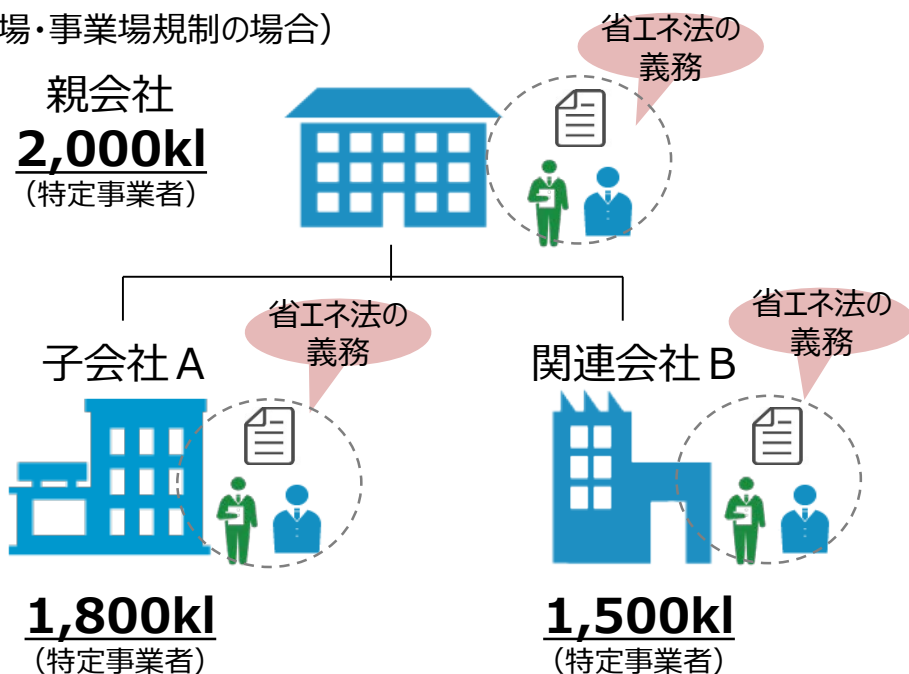 場・事業場規制の場合）
省エネ法の
義務
親会社
2,000kl
（特定事業者）
省エネ法の
義務
省エネ法の
義務
子会社Ａ
関連会社Ｂ
1,800kl
（特定事業者）
1,500kl
（特定事業者）